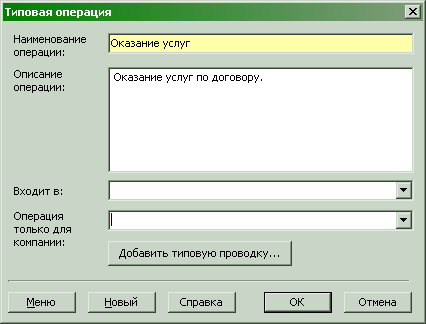 Типовая операция
Наименование
операции:
Оказание услуг
Описание
операции:
Оказание услуг по договору.
Входит в:
Операция
только для
компании:
Добавить типовую проводку...
Меню
Новый
Справка
OK
Отмена